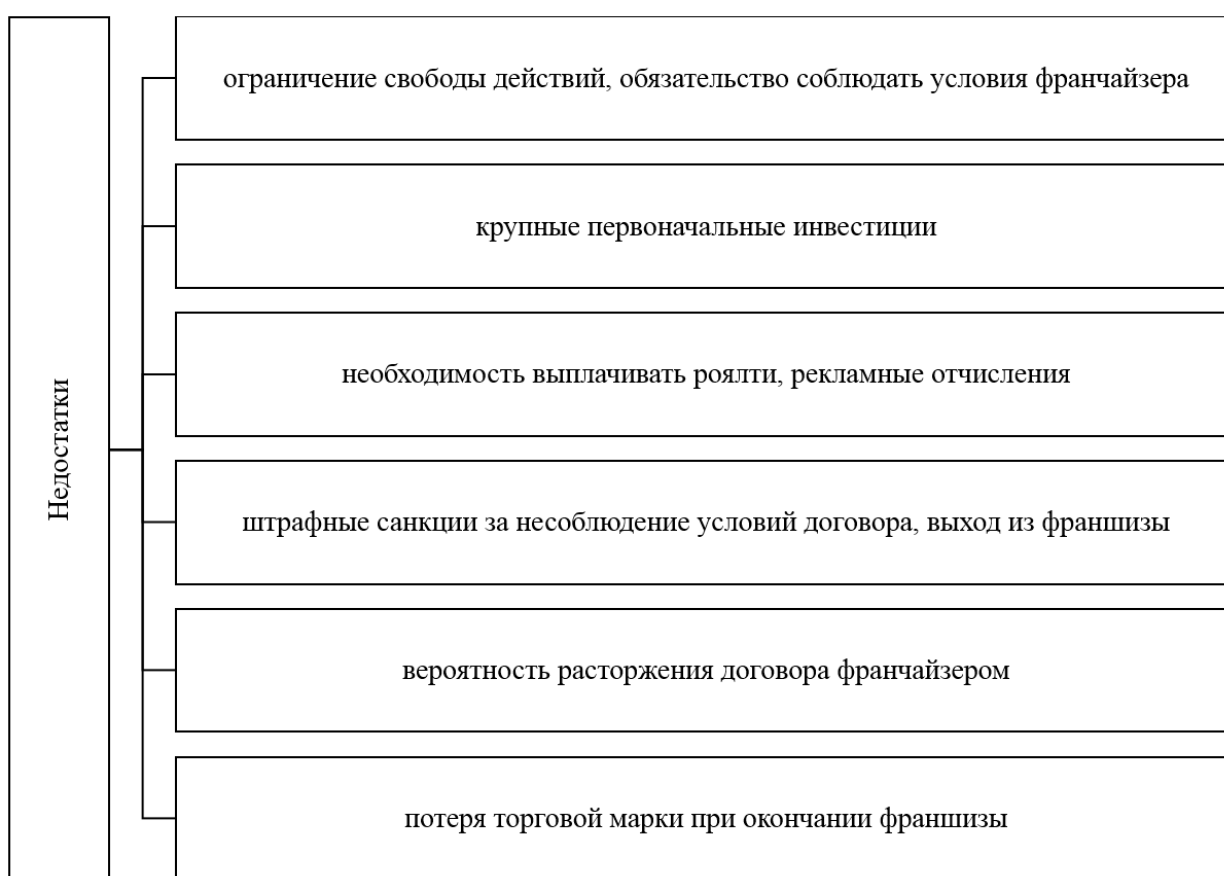 Недостатки
ограничение свободы действий, обязательство соблюдать условия франчайзера
крупные первоначальные инвестиции
необходимость выплачивать роялти, рекламные отчисления
штрафные санкции за несоблюдение условий договора, выход из франшизы
вероятность расторжения договора франчайзером
потеря торговой марки при окончании франшизы